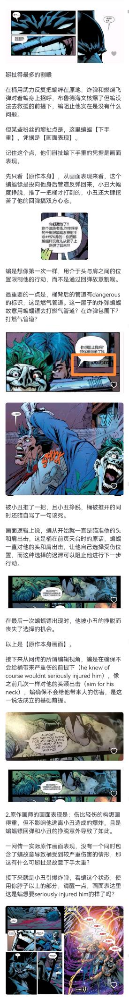 求求你,
不要……
掰扯得最多的割喉
在桶用武力反复把蝙绊在原地，炸弹和燃烧飞
弹对着蝙身上招呼，布鲁德海文核爆了但蝙没
法去救援的前提下，蝙阻止他实在是没有什么
问题。
但某些粉丝的掰扯点是，这里蝙蝠【下手
重】，凭据是【画面表现】。
记住这个点，他们掰扯蝙下手重的凭据是画面
表现。
先只看【原作本身】，从画面表现来看，这个
蝙蝠镖是投向他身后管道反弹回来，小丑大幅
度挣脱，推了一把桶才打到的，小丑还大肆挖
苦了他的回弹搞双方心态。
你打败他了!!
你个油滑老练,咋咋呼呼
的千里眼黑暗系神射手
@##$%养的！你把那
蝙蝠样玩意儿从管子上
斜弹了回来!!!
蝙是想像第一次一样，用介于头与肩之间的位
置限制他的行动，而不是通过回弹故意割喉。
最重要的一点是，桶背后的管道有dangerous
的标识，这是燃气管道。这一屋子的炸弹蝙蝠
故意用蝙蝠镖去打燃气管道？在炸弹包围下？
打燃气管道？
你想阻止我吗?
那你就得杀了我
DANGER
TENG
SHUCK
被小丑推了一把，且小丑挣脱，桶被推开的同
时还暗自骂了一句该死。
画面逻辑上说，蝙从开始就一直是瞄准他的头
和肩出击，这是桶在前页天台时的原话，蝙蝠
一直对他的头和肩出击，让他自己选择受伤位
置，而这种选择的迟滞可以阻止他进行下一步
行动。
在最后一次蝙蝠镖出现时，他被小丑的挣脱而
丧失了选择的机会。
以上是【原作本身画面】。
接下来从网传的所谓编辑视角，蝙是在确保不
会给桶带来严重伤的前提下（he knew of
course wouldnt seriously injured him），像
之前几次一样对他的头颈出击（aim for his
neck），蝙确保不会给他带来大的伤害，是这
一说法成立的基础前提。
ALMOST
HAD ME! YOU WENT
FOR MY SHOULDER
AND HEAD! MADE
ME CHOOSE MY
WOUND!
2.原作画师的画面表现是：伤比轻伤的构想画
得重，但不影响他逃离小丑造成的爆炸，且是
蝙蝠镖回弹和小丑的挣脱意外导致了如此。
一网传一实际原作画面表现，没有一个同时包
含了蝙故意导致桶受到较严重伤害的情形，那
这有什么可掰扯是故意下手太重？
接下来就是小丑引爆炸弹，看蝙这个状态，使
用你脖子以上的部分，清醒一点，画面表达里
这是蝙想要seriously injured him的样子吗？